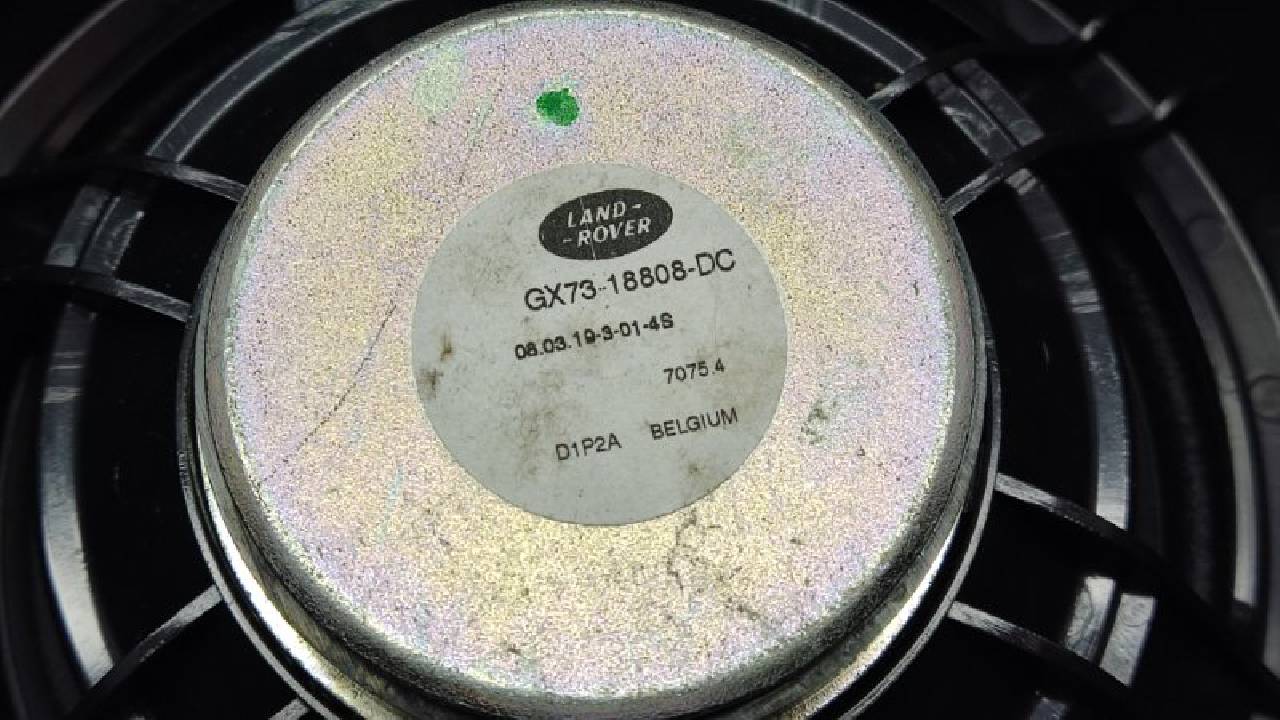 LAND-
-ROVER
GX73-18808-DC
08.03.19-3-01-4S
7075.4
D1P2A BELGIUM